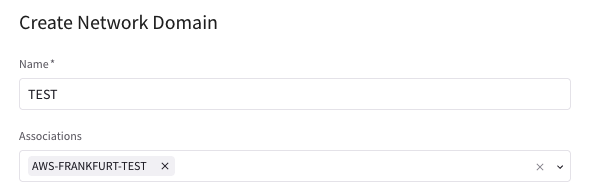 Create Network Domain
Name*
TEST
Associations
AWS-FRANKFURT-TEST